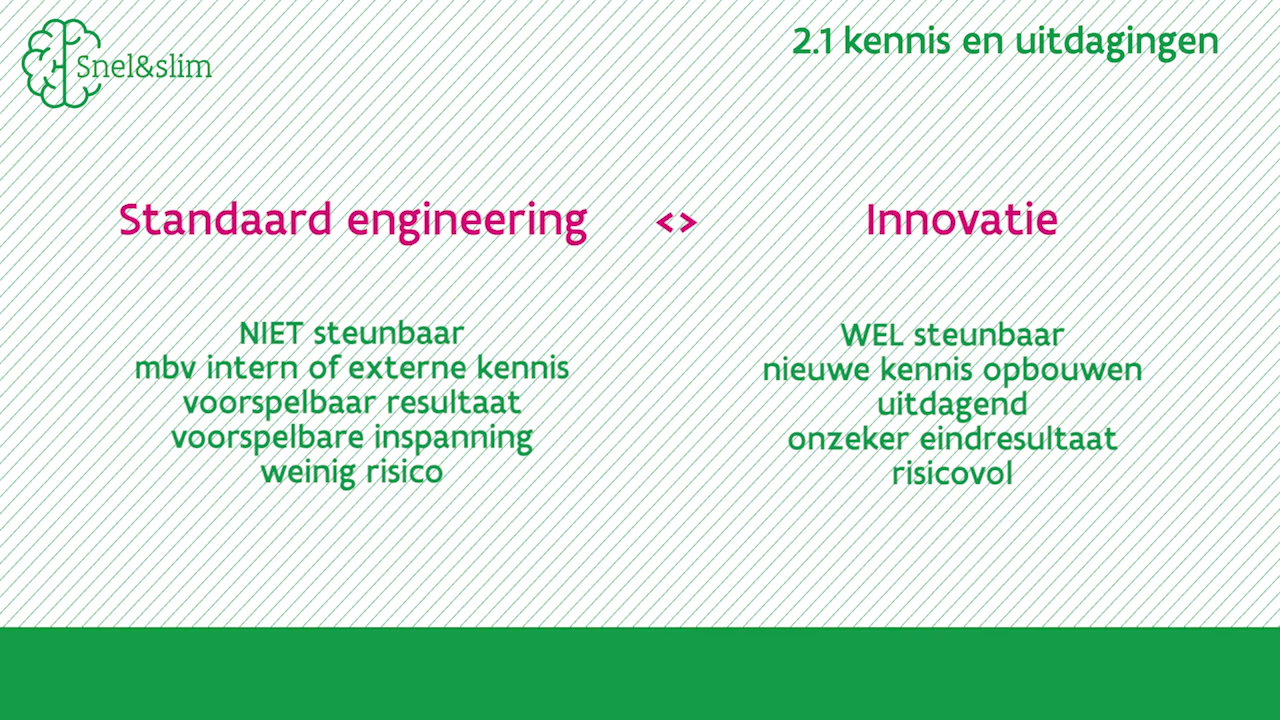 Snel&slim
2.1 kennis en uitdagingen
Standaard engineering <> Innovatie
NIET steunbaar
mbv intern of externe kennis
voorspelbaar resultaat
voorspelbare inspanning
weinig risico
WEL steunbaar
nieuwe kennis opbouwen
uitdagend
onzeker eindresultaat
risicovol